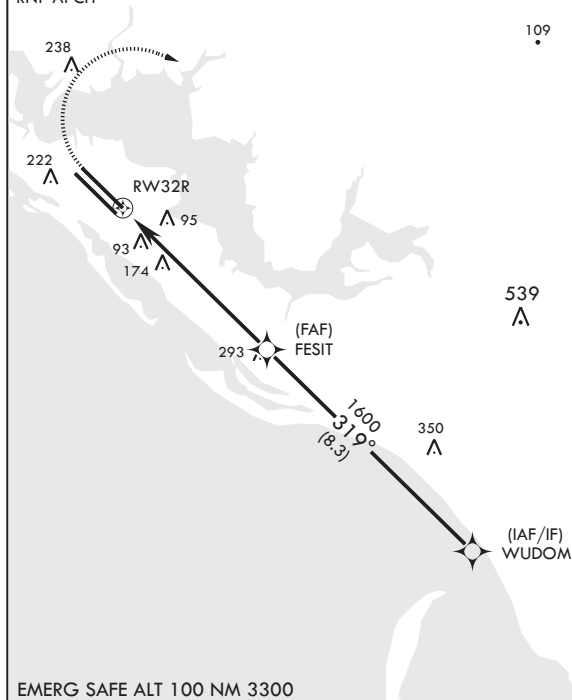 RNP APCH
109
238
222
RW32R
95
93
174
539
(FAF)
FESIT
293
1600
319°
(8.3)
350
(IAF/IF)
WUDOM
EMERG SAFE ALT 100 NM 3300